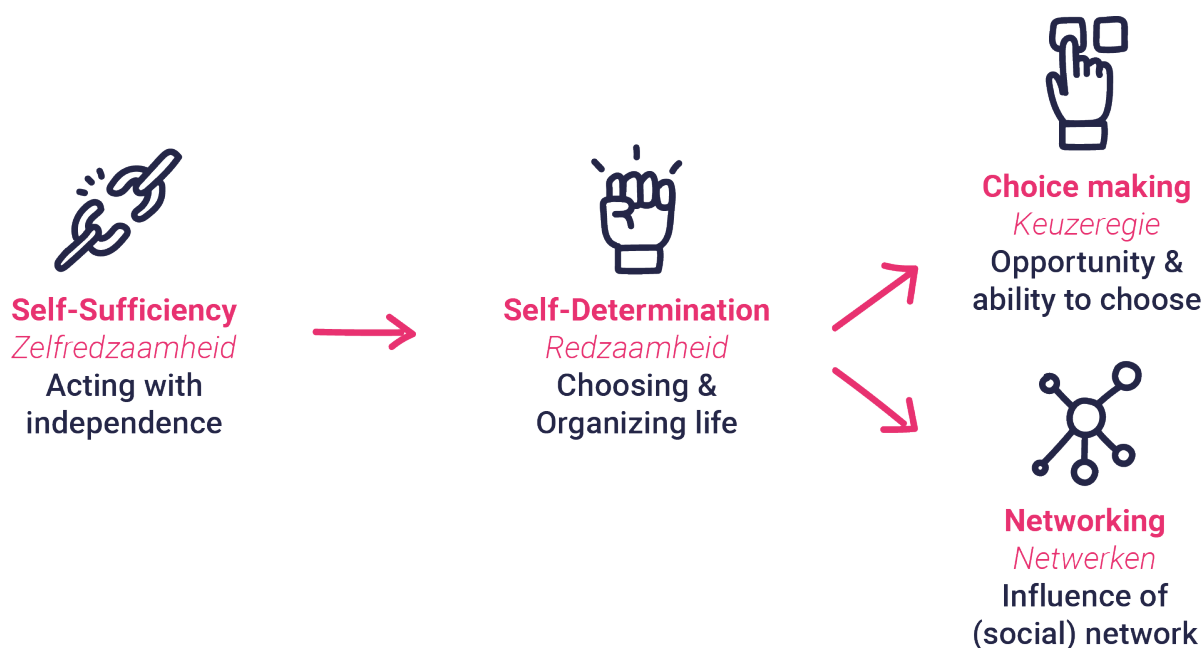 Self-Sufficiency
Zelfredzaamheid
Acting with
independence
Self-Determination
Redzaamheid
Choosing &
Organizing life
Choice making
Keuzeregie
Opportunity &
ability to choose
Networking
Netwerken
Influence of
(social) network